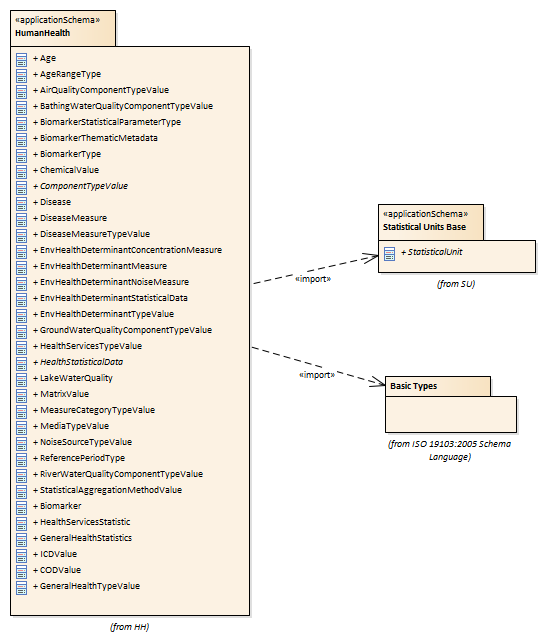 «applicationSchema»
HumanHealth
+ Age
+ AgeRangeType
+ AirQualityComponentTypeValue
+ BathingWaterQualityComponentTypeValue
+ BiomarkerStatisticalParameterType
+ BiomarkerThematicMetadata
+ BiomarkerType
+ ChemicalValue
+ ComponentTypeValue
+ Disease
+ DiseaseMeasure
+ DiseaseMeasureTypeValue
+ EnvHealthDeterminantConcentrationMeasure
+ EnvHealthDeterminantMeasure
+ EnvHealthDeterminantNoiseMeasure
+ EnvHealthDeterminantStatisticalData
+ EnvHealthDeterminantTypeValue
+ GroundWaterQualityComponentTypeValue
+ HealthServicesTypeValue
+ HealthStatisticalData
+ LakeWaterQuality
+ MatrixValue
+ MeasureCategoryTypeValue
+ MediaTypeValue
+ NoiseSourceTypeValue
+ ReferencePeriodType
+ RiverWaterQualityComponentTypeValue
+ StatisticalAggregationMethodValue
+ Biomarker
+ HealthServicesStatistic
+ GeneralHealthStatistics
+ ICDValue
+ CODValue
+ GeneralHealthTypeValue
(from HH)
«import»
«applicationSchema»
Statistical Units Base
+ StatisticalUnit
(from SU)
«import»
Basic Types
(from ISO 19103:2005 Schema
Language)